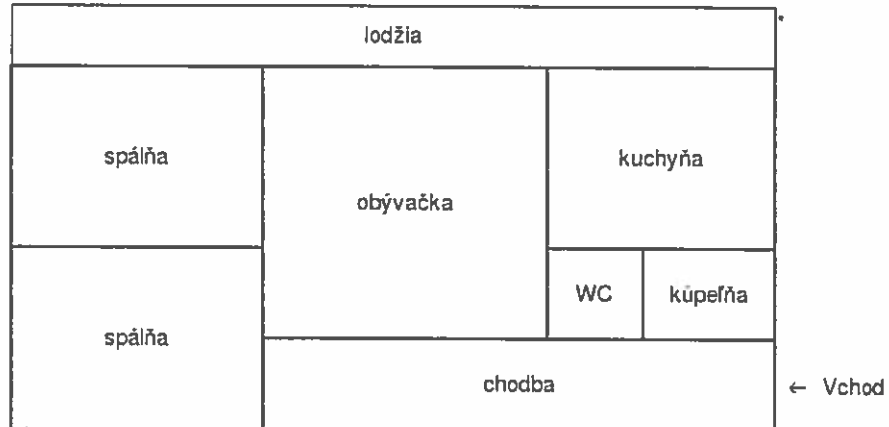 lodžia
spálňa
obývačka
kuchyňa
WC
kúpeľňa
spálňa
chodba
← Vchod